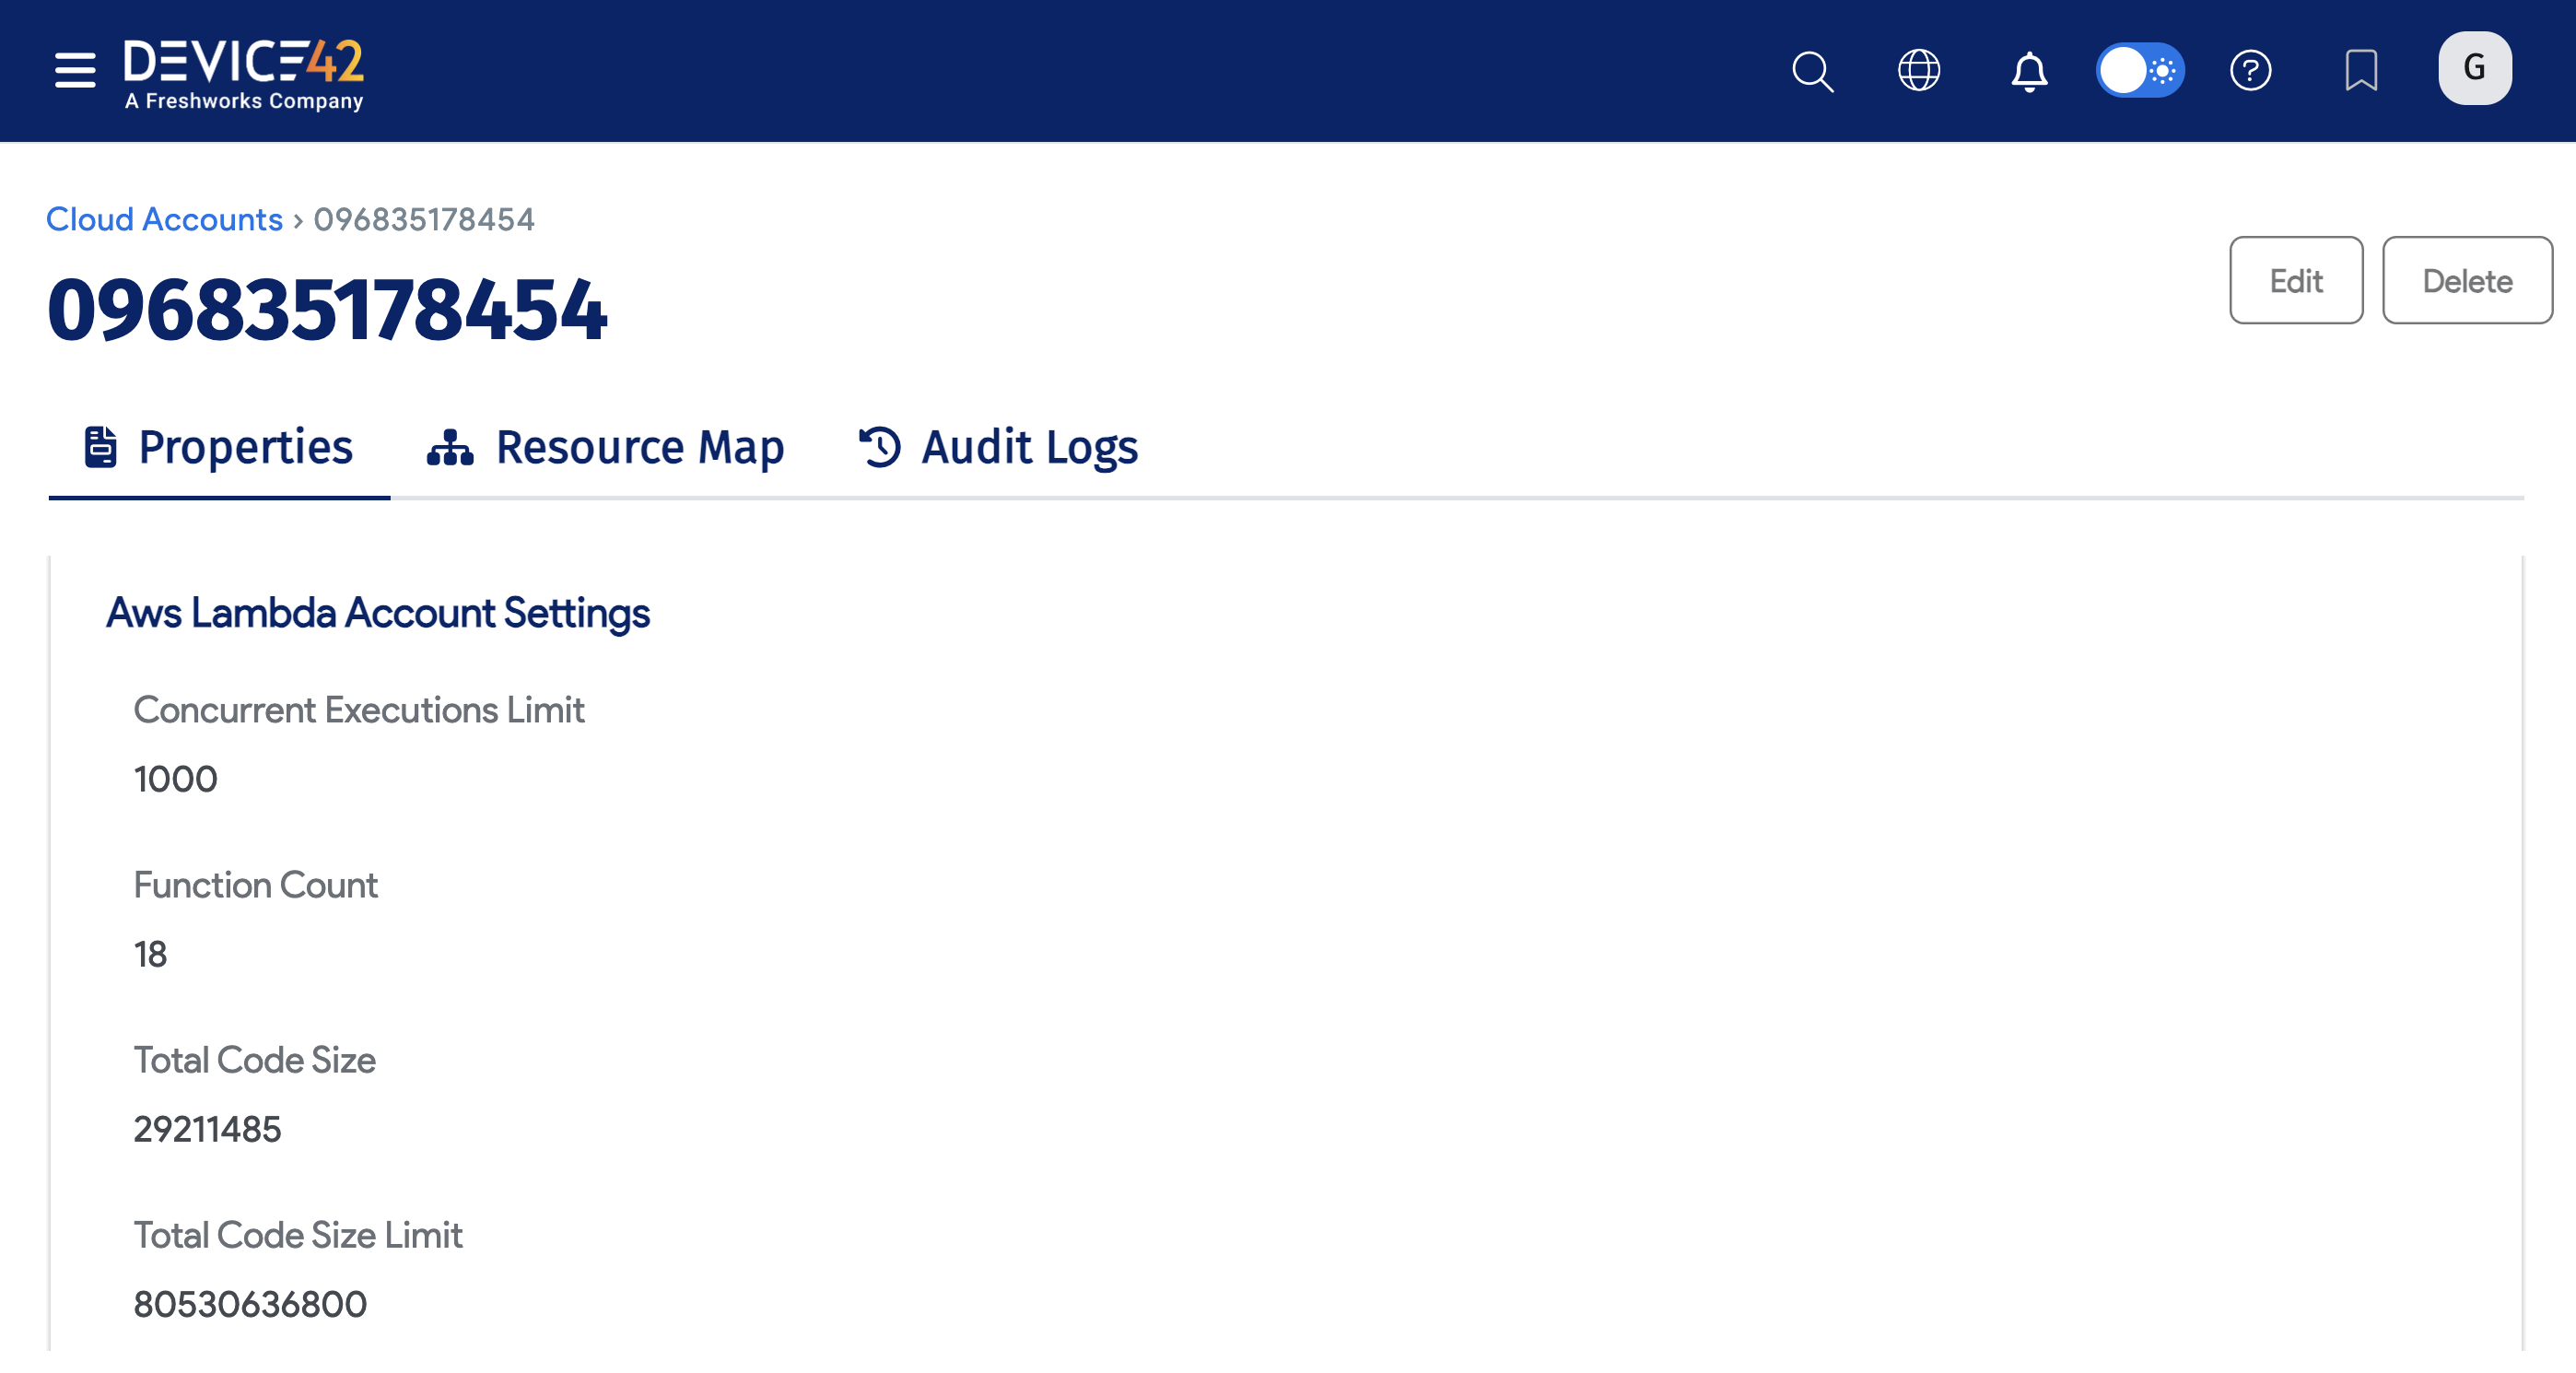 DEVICE42
A Freshworks Company
G
Cloud Accounts › 096835178454
096835178454
Edit
Delete
Properties
Resource Map
Audit Logs
Aws Lambda Account Settings
Concurrent Executions Limit
1000
Function Count
18
Total Code Size
29211485
Total Code Size Limit
80530636800